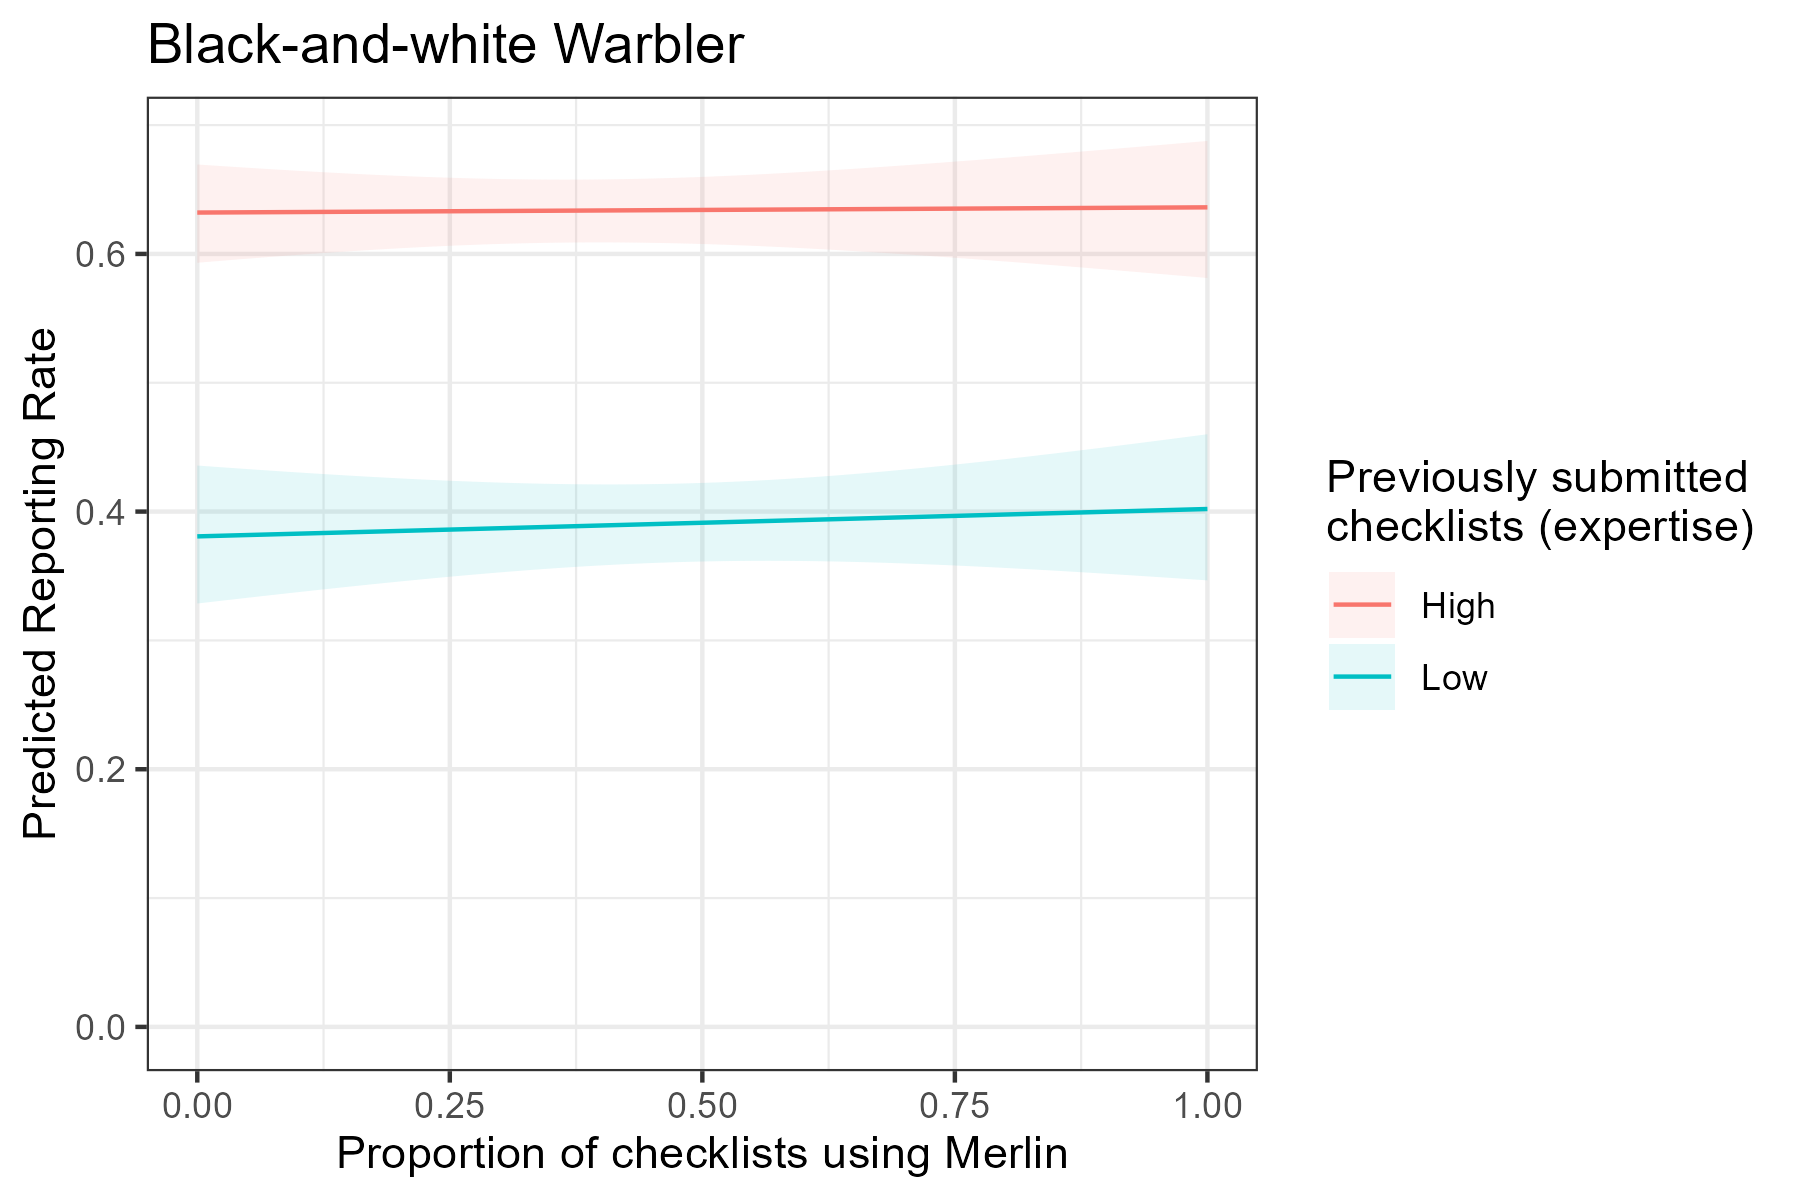 Black-and-white Warbler
Predicted Reporting Rate
0.6
0.4
0.2
0.0
0.00 0.25 0.50 0.75 1.00
Proportion of checklists using Merlin
Previously submitted
checklists (expertise)
High
Low